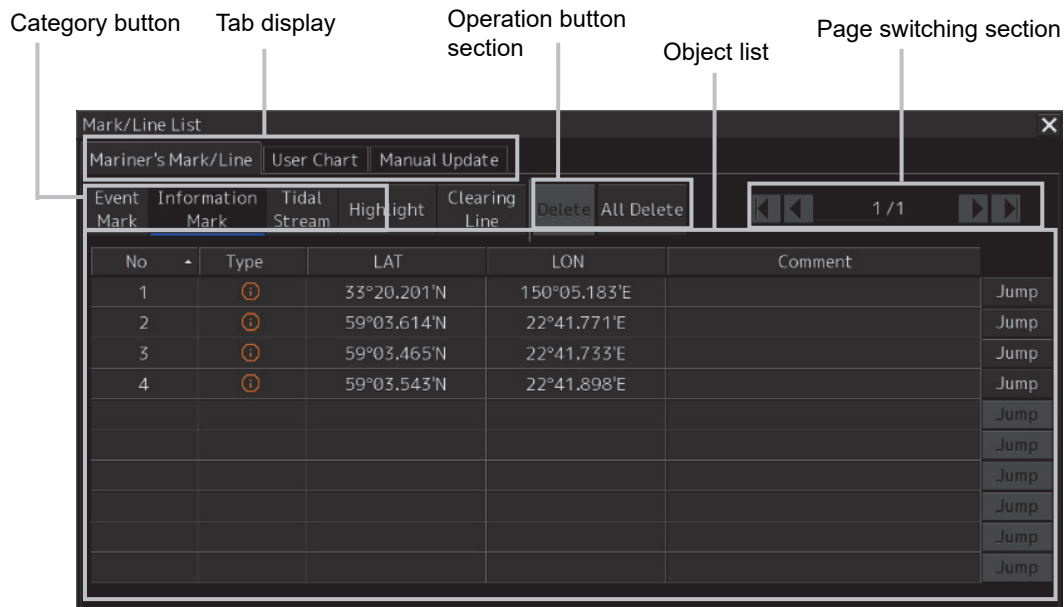 Category button
Tab display
Operation button
section
Object list
Page switching section
Mark/Line List
Mariner's Mark/Line
User Chart
Manual Update
Event
Mark
Information
Mark
Tidal
Stream
Highlight
Clearing
Line
Delete
All Delete
1 /1
No Type LAT LON Comment
1 33°20.201'N 150°05.183'E Jump
2 59°03.614'N 22°41.771'E Jump
3 59°03.465'N 22°41.733'E Jump
4 59°03.543'N 22°41.898'E Jump
Jump
Jump
Jump
Jump
Jump
Jump